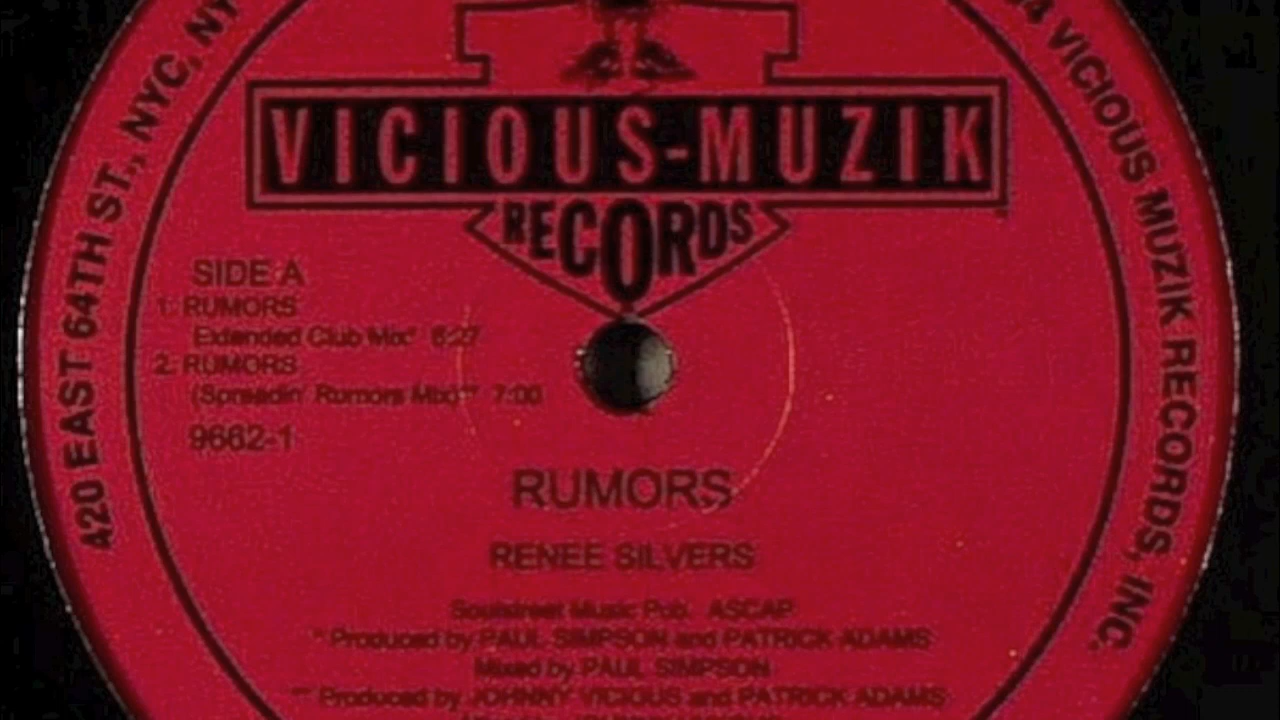 420 EAST 64TH ST., NYC, NY
VICIOUS MUZIK RECORDS, INC.
VICIOUS-MUZIK
RECORDS
SIDE A
1. RUMORS
Extended Club Mix* 6:27
2. RUMORS
(Spreadin' Rumors Mix)** 7:00
9662-1
RUMORS
RENEE SILVERS
Soulstreet Music Pub. ASCAP
* Produced by PAUL SIMPSON and PATRICK ADAMS
Mixed by PAUL SIMPSON
** Produced by JOHNNY VICIOUS and PATRICK ADAMS